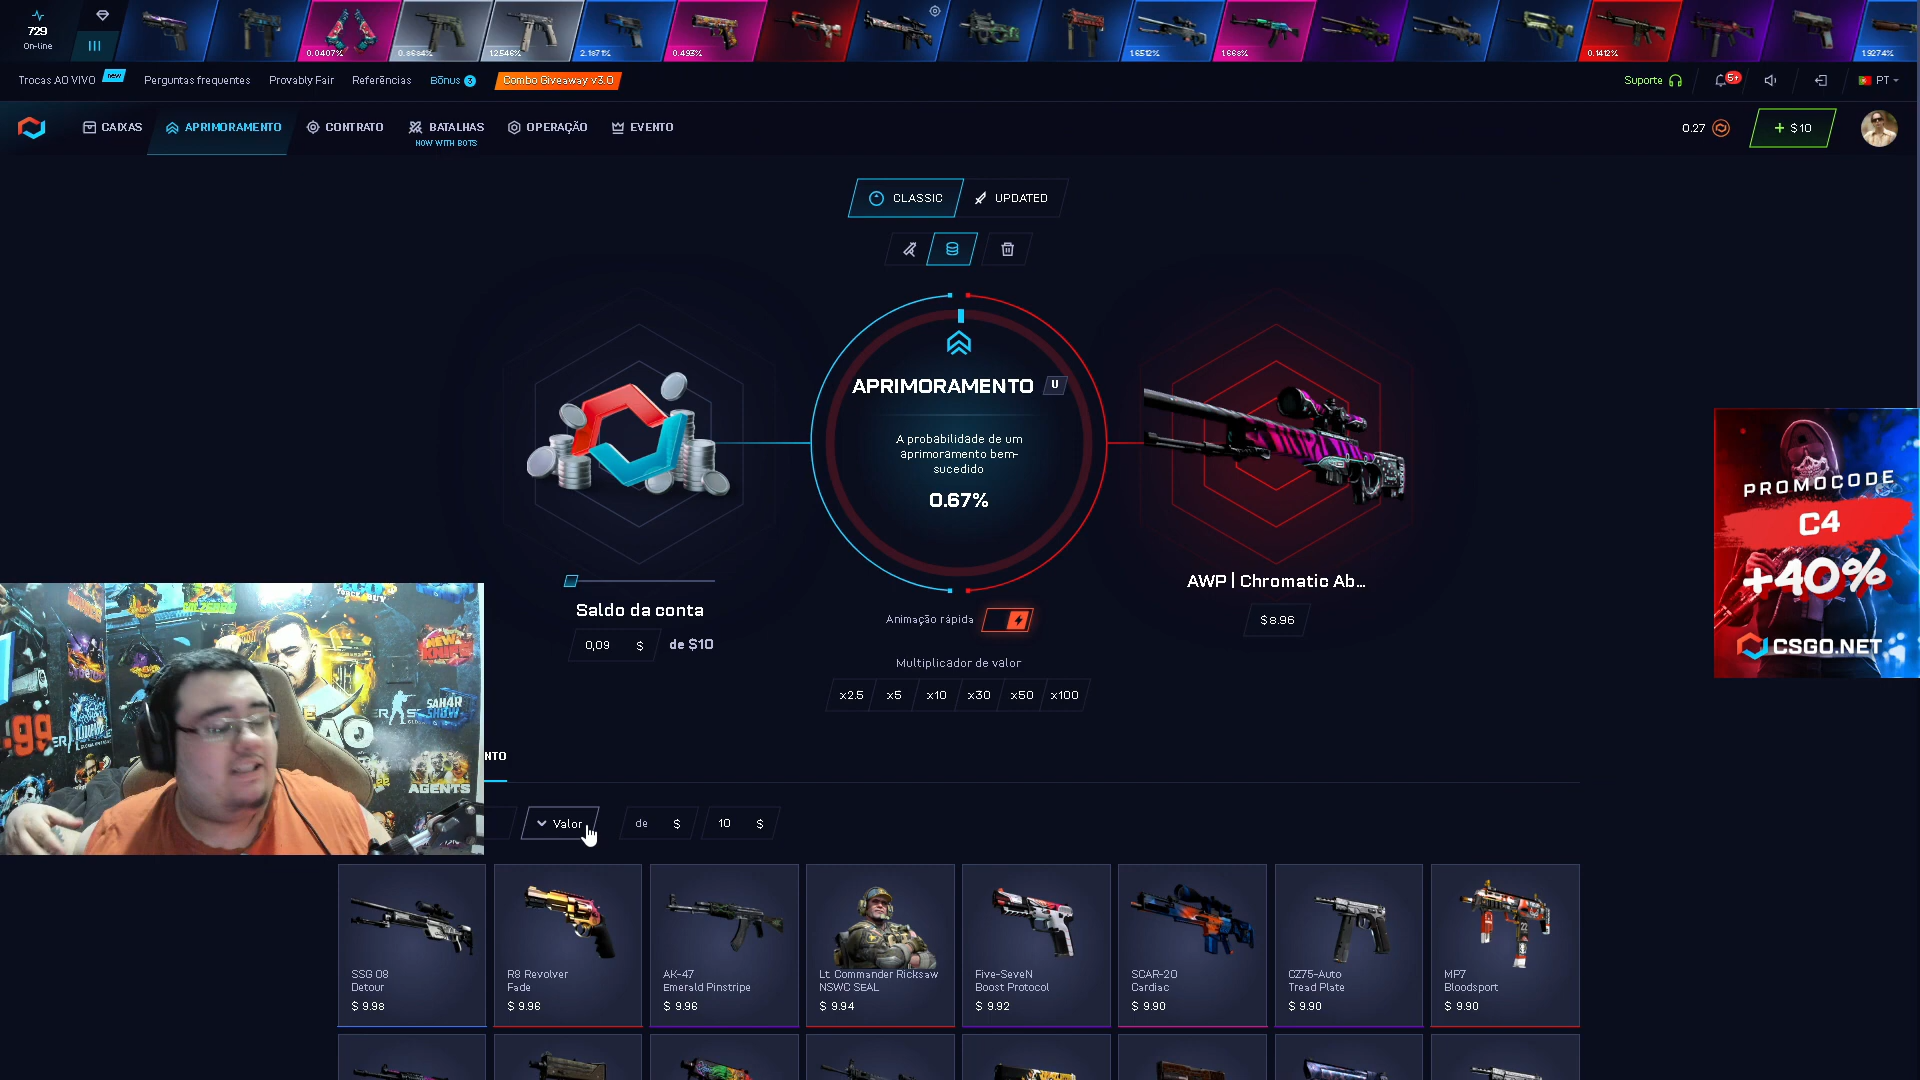 729
On-line
0.0407%
0.8684%
1.2546%
2.1871%
0.493%
1.6512%
1.668%
0.1412%
1.9274%
Trocas AO VIVO
new
Perguntas frequentes
Provably Fair
Referências
Bônus 3
Combo Giveaway v3.0
Suporte
5+
PT
CAIXAS
APRIMORAMENTO
CONTRATO
BATALHAS
NOW WITH BOTS
OPERAÇÃO
EVENTO
0.27
+ $ 10
CLASSIC
UPDATED
APRIMORAMENTO U
A probabilidade de um
aprimoramento bem-
sucedido
0.67%
Saldo da conta
0,09 $
de $10
Animação rápida
Multiplicador de valor
x2.5
x5
x10
x30
x50
x100
AWP | Chromatic Ab...
$ 8.96
PROMOCODE
C4
+40%
CSGO.NET
NEW
KNIFE
SAH4R
SHOW
AGENTS
NTO
Valor
de $
10 $
SSG 08
Detour
$ 9.98
R8 Revolver
Fade
$ 9.96
AK-47
Emerald Pinstripe
$ 9.96
Lt. Commander Ricksaw
NSWC SEAL
$ 9.94
Five-SeveN
Boost Protocol
$ 9.92
SCAR-20
Cardiac
$ 9.90
CZ75-Auto
Tread Plate
$ 9.90
MP7
Bloodsport
$ 9.90